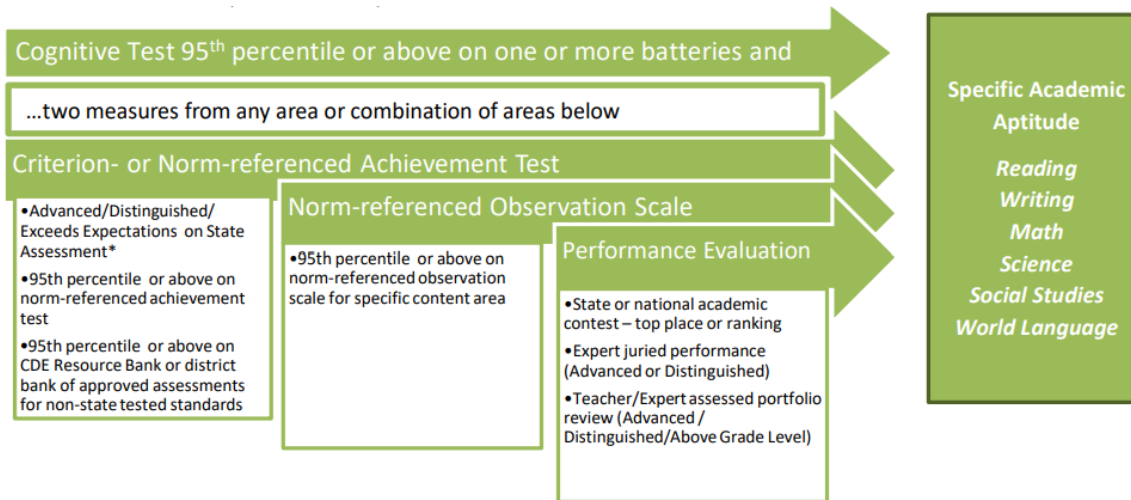 Cognitive Test 95th percentile or above on one or more batteries and
...two measures from any area or combination of areas below
Criterion- or Norm-referenced Achievement Test
•Advanced/Distinguished/
Exceeds Expectations on State
Assessment*
•95th percentile or above on
norm-referenced achievement
test
•95th percentile or above on
CDE Resource Bank or district
bank of approved assessments
for non-state tested standards
Norm-referenced Observation Scale
•95th percentile or above on
norm-referenced observation
scale for specific content area
Performance Evaluation
•State or national academic
contest – top place or ranking
•Expert juried performance
(Advanced or Distinguished)
•Teacher/Expert assessed portfolio
review (Advanced /
Distinguished/Above Grade Level)
Specific Academic
Aptitude
Reading
Writing
Math
Science
Social Studies
World Language